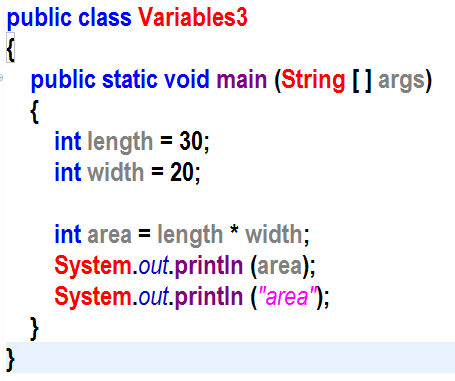 public class Variables3
{
public static void main (String [ ] args)
{
int length = 30;
int width = 20;
int area = length * width;
System.out.println (area);
System.out.println ("area");
}
}